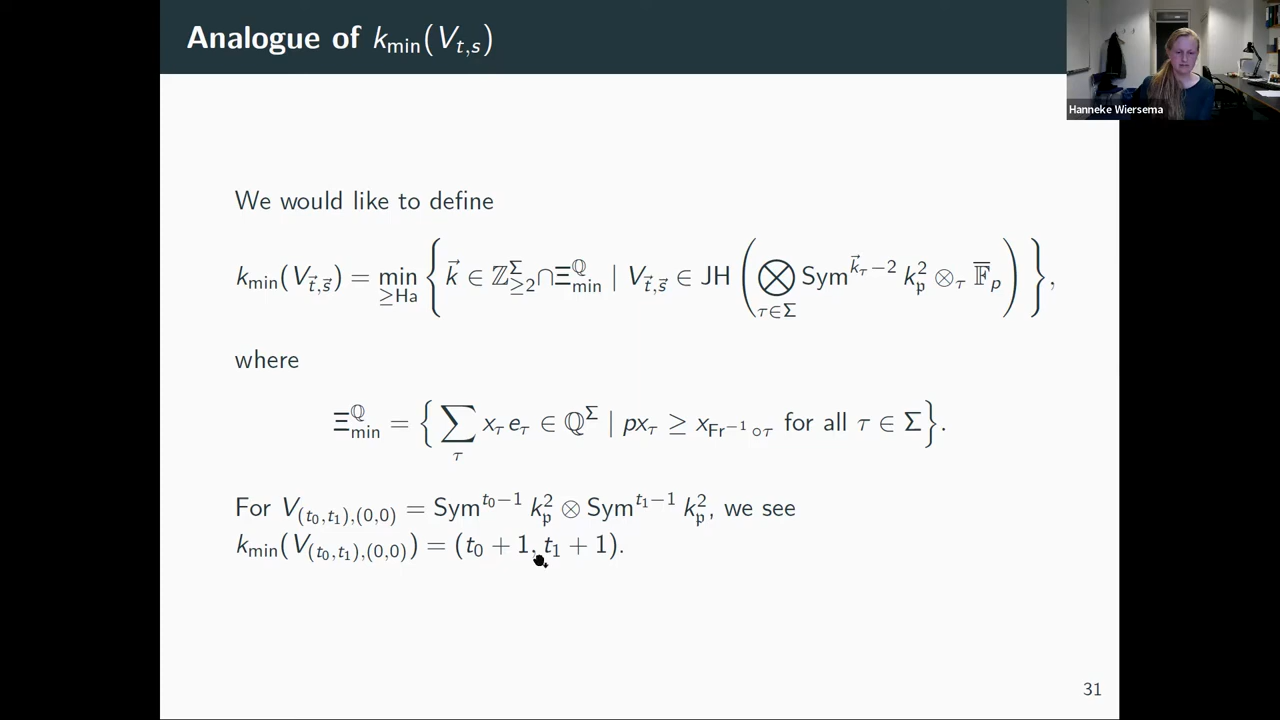 Analogue of k_min(V_{t,s})
Hanneke Wiersema
We would like to define
k_min(V_{\vec{t},\vec{s}}) = min_{≥Ha} { \vec{k} ∈ ℤ^Σ_{≥2} ∩ Ξ^ℚ_min | V_{\vec{t},\vec{s}} ∈ JH ( ⊗_{τ∈Σ} Sym^{\vec{k}_τ−2} k_𝔭^2 ⊗_τ \overline{𝔽}_p ) },
where
Ξ^ℚ_min = { ∑_τ x_τ e_τ ∈ ℚ^Σ | px_τ ≥ x_{Fr^{−1}∘τ} for all τ ∈ Σ }.
For V_{(t_0,t_1),(0,0)} = Sym^{t_0−1} k_𝔭^2 ⊗ Sym^{t_1−1} k_𝔭^2, we see
k_min(V_{(t_0,t_1),(0,0)}) = (t_0 + 1, t_1 + 1).
31